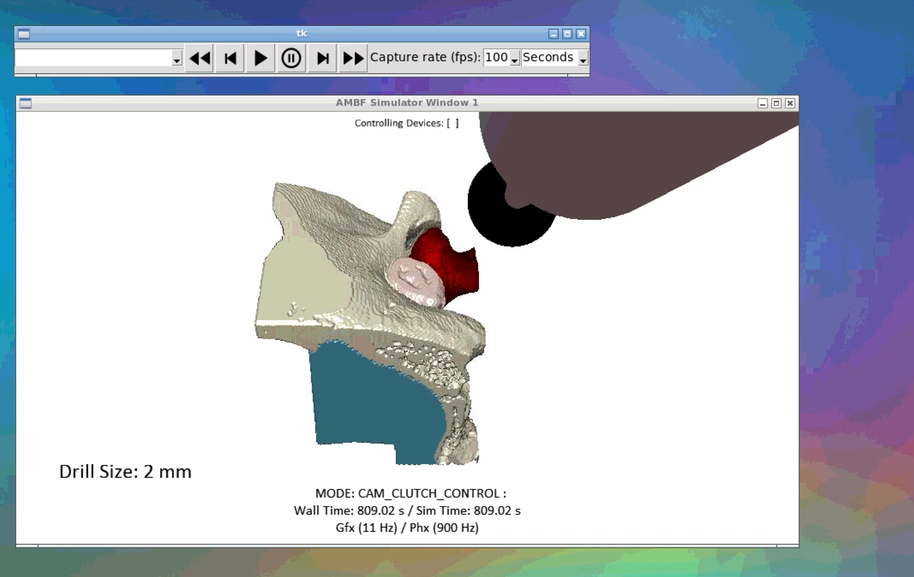 tk
Capture rate (fps): 100 Seconds
AMBF Simulator Window 1
Controlling Devices: [ ]
Drill Size: 2 mm
MODE: CAM_CLUTCH_CONTROL :
Wall Time: 809.02 s / Sim Time: 809.02 s
Gfx (11 Hz) / Phx (900 Hz)